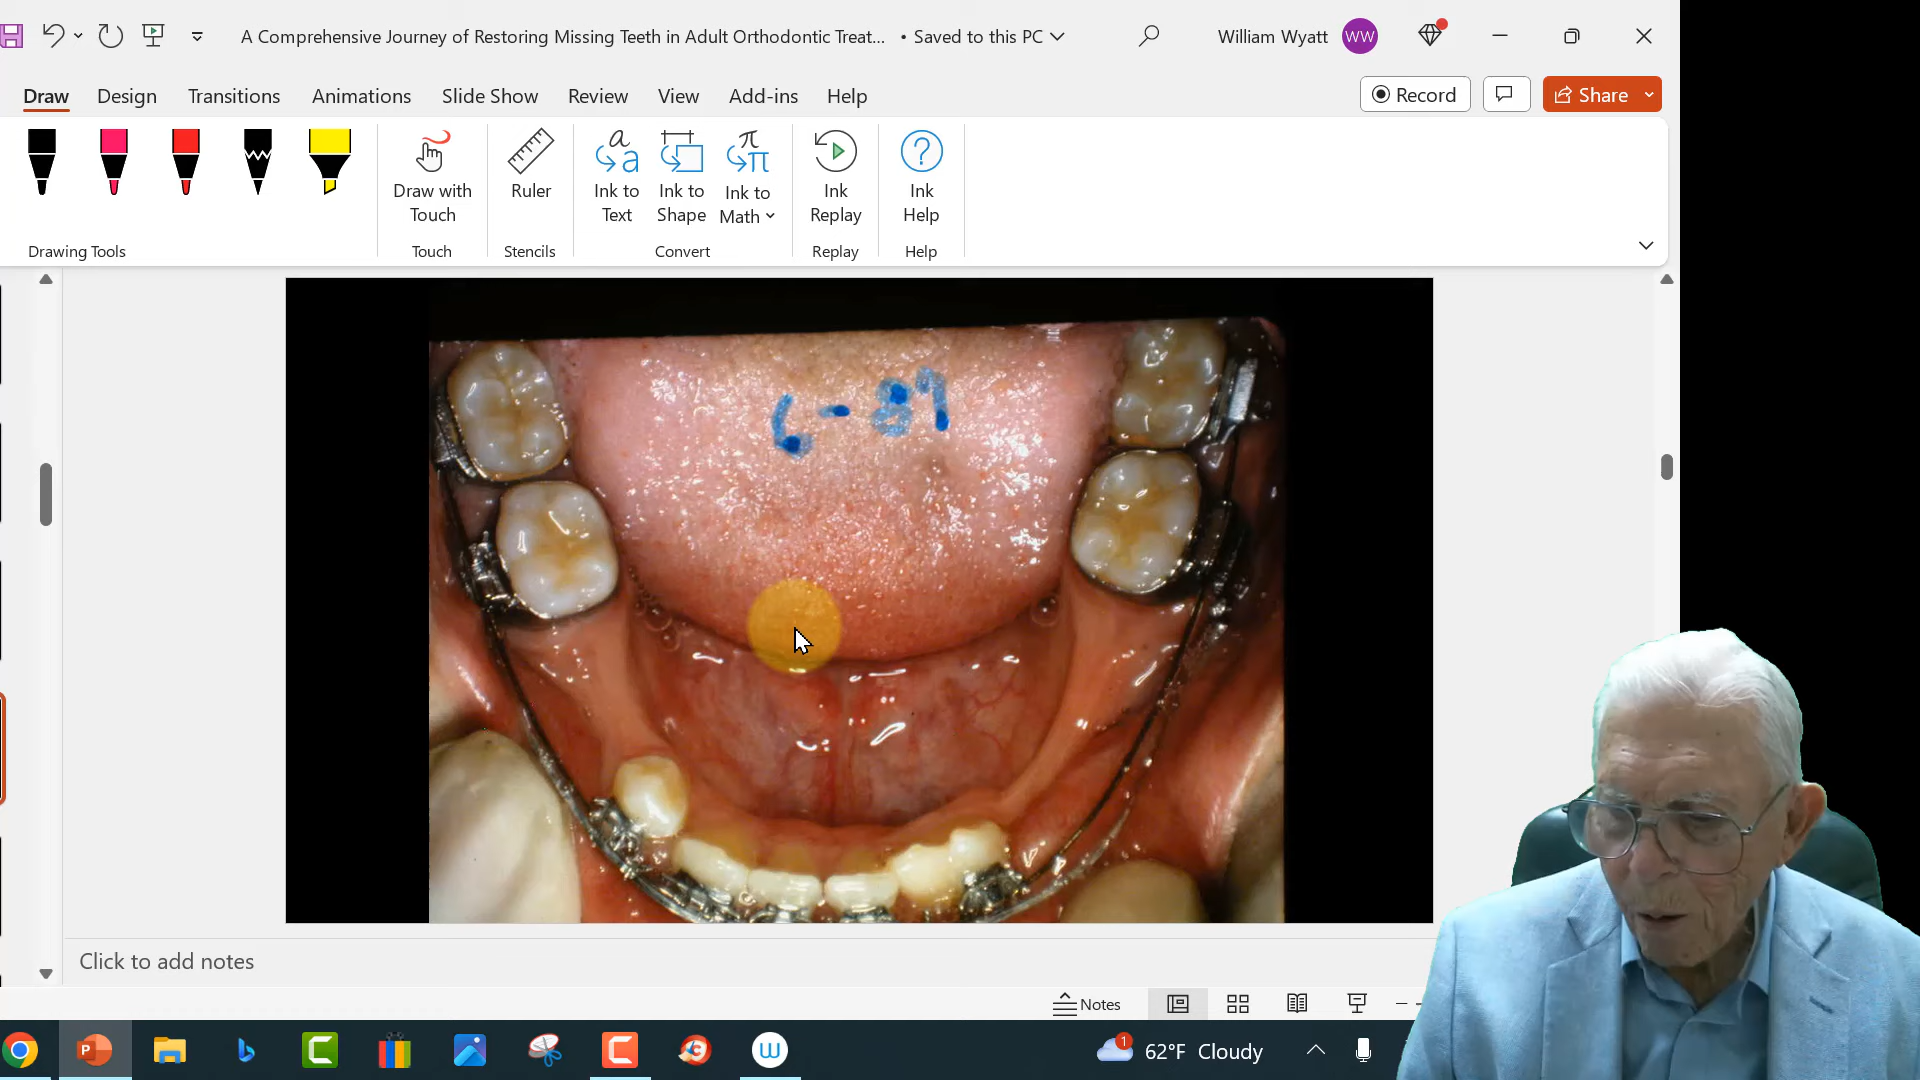 A Comprehensive Journey of Restoring Missing Teeth in Adult Orthodontic Treat... • Saved to this PC
William Wyatt WW
Draw Design Transitions Animations Slide Show Review View Add-ins Help
Record
Share
Draw with Touch
Ruler
Ink to Text
Ink to Shape
Ink to Math
Ink Replay
Ink Help
Drawing Tools Touch Stencils Convert Replay Help
6-87
Click to add notes
Notes
1 62°F Cloudy